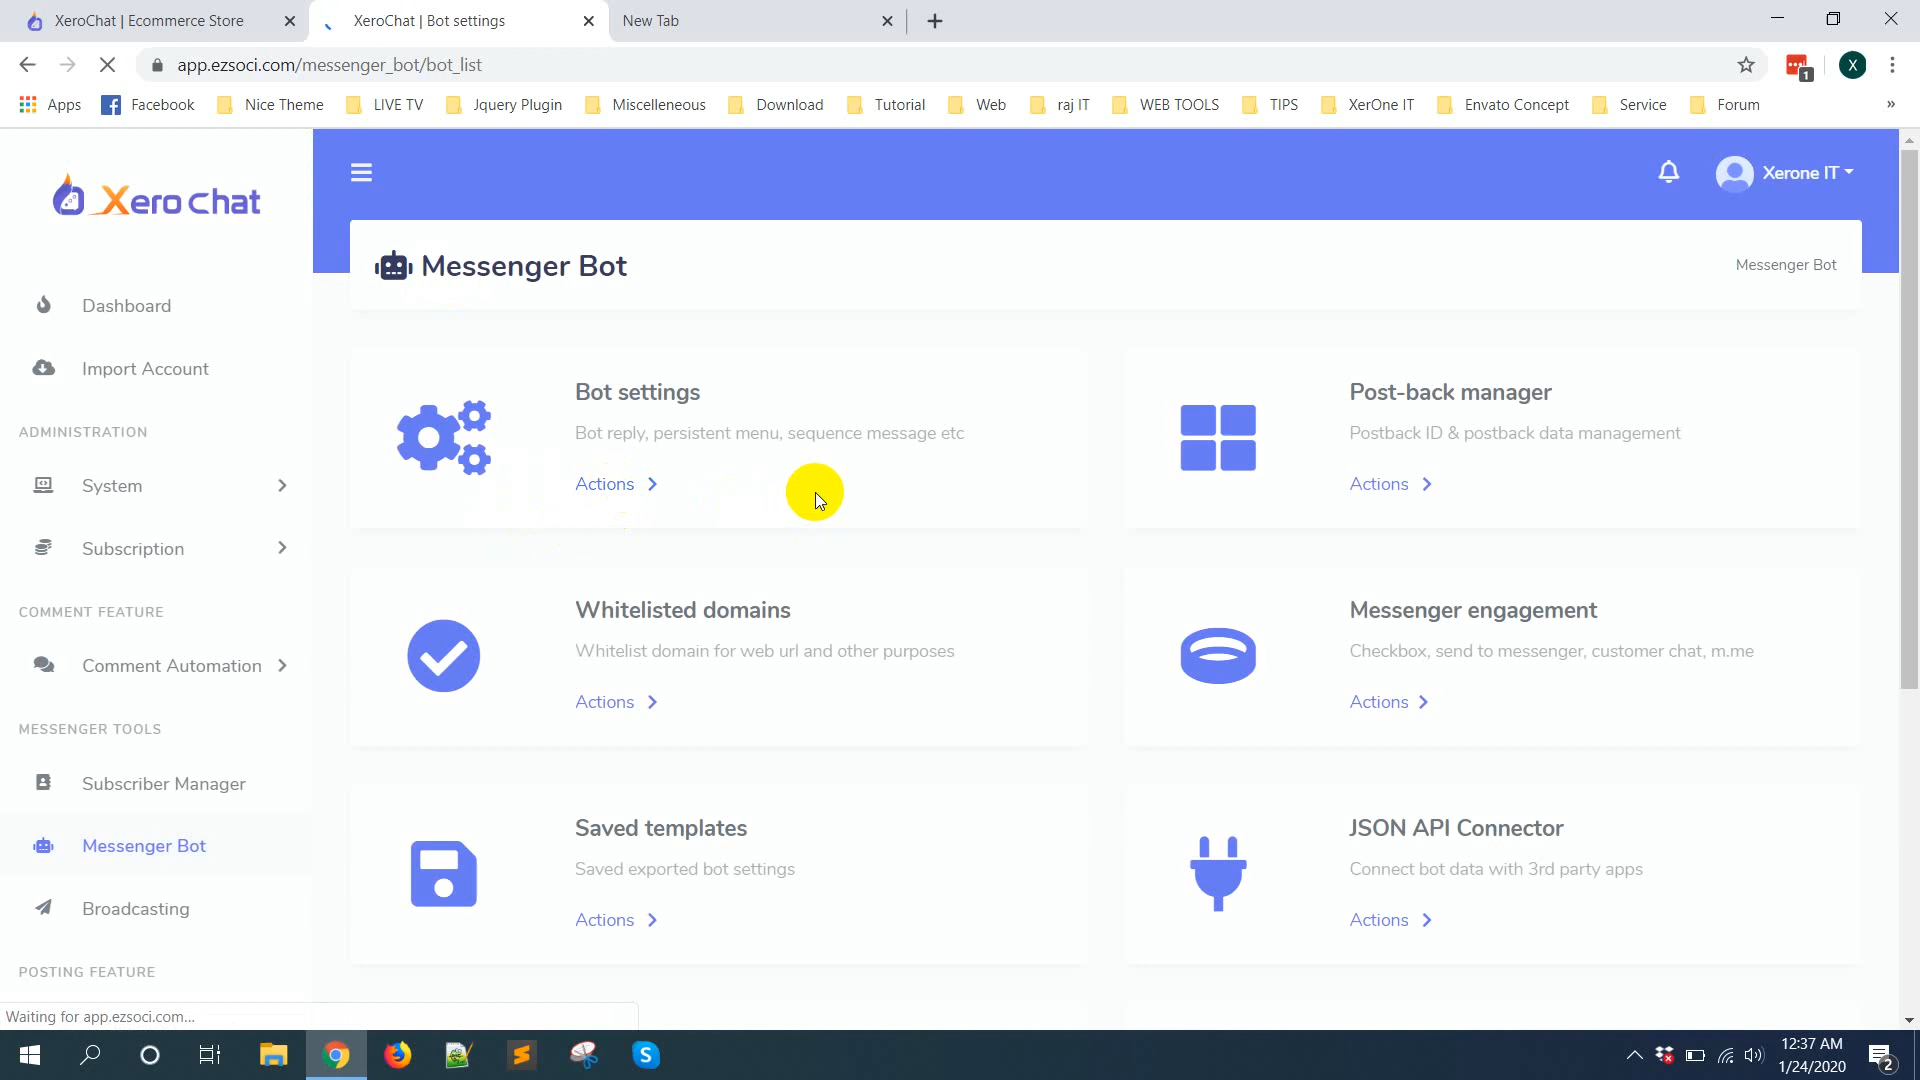 XeroChat | Ecommerce Store
XeroChat | Bot settings
New Tab
app.ezsoci.com/messenger_bot/bot_list
1
X
Apps
Facebook
Nice Theme
LIVE TV
Jquery Plugin
Miscelleneous
Download
Tutorial
Web
raj IT
WEB TOOLS
TIPS
XerOne IT
Envato Concept
Service
Forum
»
Xero chat
Xerone IT
Messenger Bot
Messenger Bot
Dashboard
Import Account
ADMINISTRATION
System
Subscription
COMMENT FEATURE
Comment Automation
MESSENGER TOOLS
Subscriber Manager
Messenger Bot
Broadcasting
POSTING FEATURE
Bot settings
Bot reply, persistent menu, sequence message etc
Actions
Post-back manager
Postback ID & postback data management
Actions
Whitelisted domains
Whitelist domain for web url and other purposes
Actions
Messenger engagement
Checkbox, send to messenger, customer chat, m.me
Actions
Saved templates
Saved exported bot settings
Actions
JSON API Connector
Connect bot data with 3rd party apps
Actions
Waiting for app.ezsoci.com...
12:37 AM
1/24/2020
2